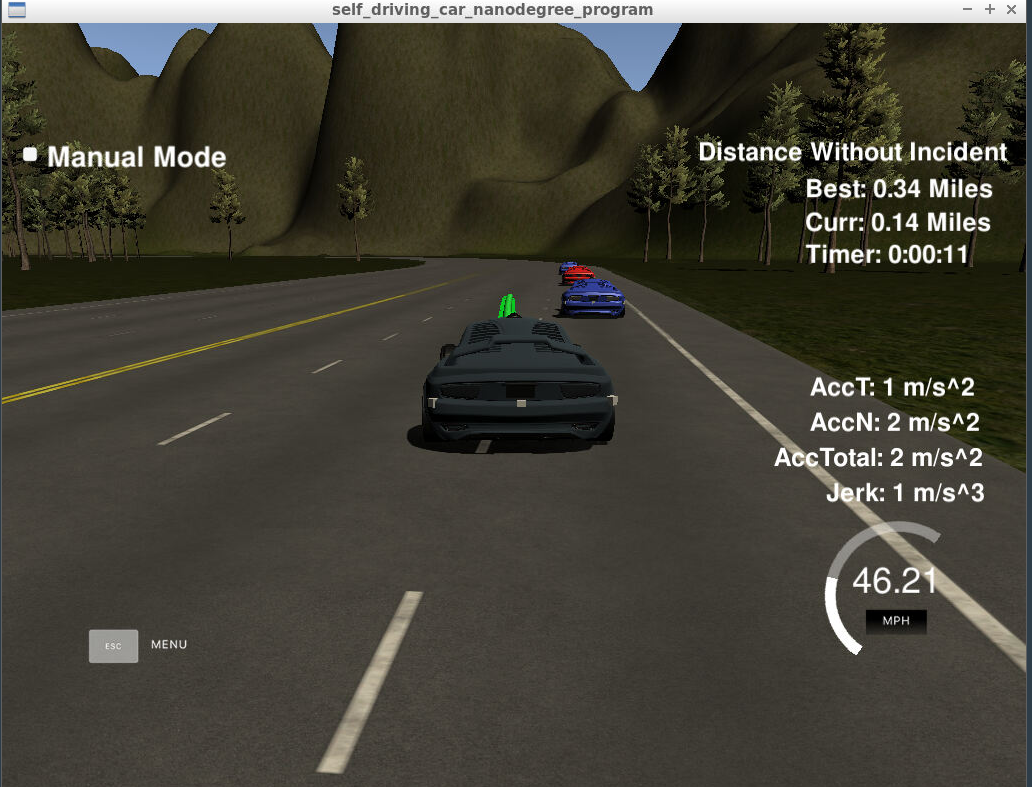 self_driving_car_nanodegree_program
Manual Mode
Distance Without Incident
Best: 0.34 Miles
Curr: 0.14 Miles
Timer: 0:00:11
AccT: 1 m/s^2
AccN: 2 m/s^2
AccTotal: 2 m/s^2
Jerk: 1 m/s^3
46.21
MPH
ESC MENU